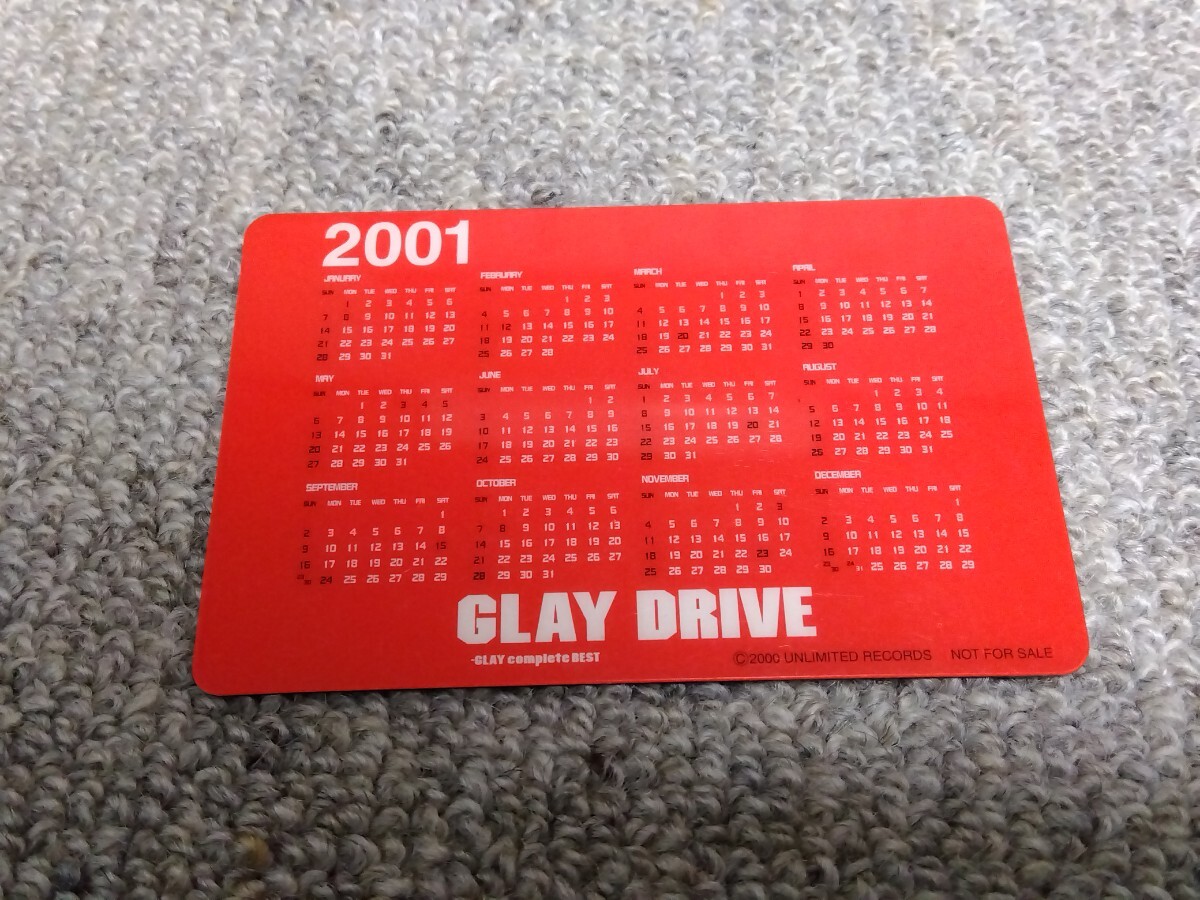 2001
JANUARY
SUN MON TUE WED THU FRI SAT
1 2 3 4 5 6
7 8 9 10 11 12 13
14 15 16 17 18 19 20
21 22 23 24 25 26 27
28 29 30 31
FEBRUARY
SUN MON TUE WED THU FRI SAT
1 2 3
4 5 6 7 8 9 10
11 12 13 14 15 16 17
18 19 20 21 22 23 24
25 26 27 28
MARCH
SUN MON TUE WED THU FRI SAT
1 2 3
4 5 6 7 8 9 10
11 12 13 14 15 16 17
18 19 20 21 22 23 24
25 26 27 28 29 30 31
APRIL
SUN MON TUE WED THU FRI SAT
1 2 3 4 5 6 7
8 9 10 11 12 13 14
15 16 17 18 19 20 21
22 23 24 25 26 27 28
29 30
MAY
SUN MON TUE WED THU FRI SAT
1 2 3 4 5
6 7 8 9 10 11 12
13 14 15 16 17 18 19
20 21 22 23 24 25 26
27 28 29 30 31
JUNE
SUN MON TUE WED THU FRI SAT
1 2
3 4 5 6 7 8 9
10 11 12 13 14 15 16
17 18 19 20 21 22 23
24 25 26 27 28 29 30
JULY
SUN MON TUE WED THU FRI SAT
1 2 3 4 5 6 7
8 9 10 11 12 13 14
15 16 17 18 19 20 21
22 23 24 25 26 27 28
29 30 31
AUGUST
SUN MON TUE WED THU FRI SAT
1 2 3 4
5 6 7 8 9 10 11
12 13 14 15 16 17 18
19 20 21 22 23 24 25
26 27 28 29 30 31
SEPTEMBER
SUN MON TUE WED THU FRI SAT
1
2 3 4 5 6 7 8
9 10 11 12 13 14 15
16 17 18 19 20 21 22
23/30 24 25 26 27 28 29
OCTOBER
SUN MON TUE WED THU FRI SAT
1 2 3 4 5 6
7 8 9 10 11 12 13
14 15 16 17 18 19 20
21 22 23 24 25 26 27
28 29 30 31
NOVEMBER
SUN MON TUE WED THU FRI SAT
1 2 3
4 5 6 7 8 9 10
11 12 13 14 15 16 17
18 19 20 21 22 23 24
25 26 27 28 29 30
DECEMBER
SUN MON TUE WED THU FRI SAT
1
2 3 4 5 6 7 8
9 10 11 12 13 14 15
16 17 18 19 20 21 22
23/30 24/31 25 26 27 28 29
GLAY DRIVE
-GLAY complete BEST
©2000 UNLIMITED RECORDS NOT FOR SALE